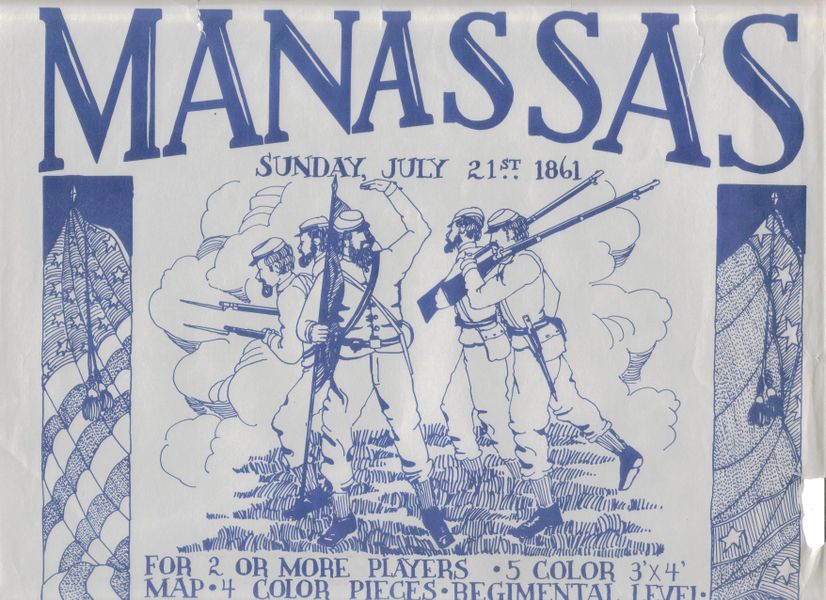 MANASSAS
SUNDAY, JULY 21ST 1861
FOR 2 OR MORE PLAYERS • 5 COLOR 3'X4'
MAP • 4 COLOR PIECES • REGIMENTAL LEVEL •